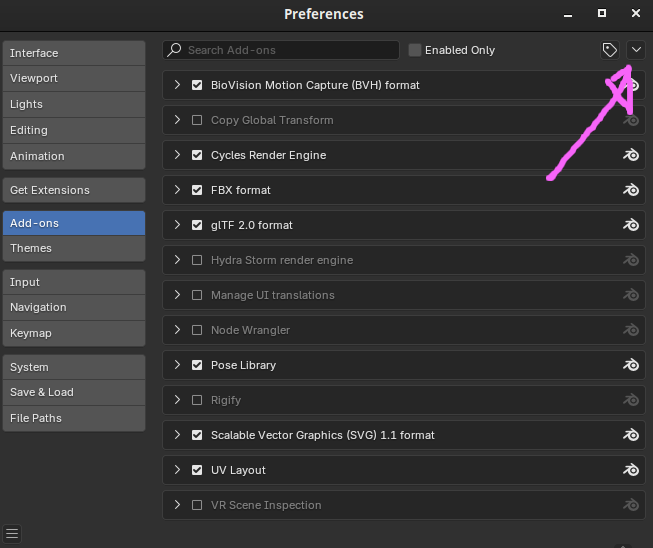 Preferences
Interface
Viewport
Lights
Editing
Animation
Get Extensions
Add-ons
Themes
Input
Navigation
Keymap
System
Save & Load
File Paths
Search Add-ons
Enabled Only
BioVision Motion Capture (BVH) format
Copy Global Transform
Cycles Render Engine
FBX format
glTF 2.0 format
Hydra Storm render engine
Manage UI translations
Node Wrangler
Pose Library
Rigify
Scalable Vector Graphics (SVG) 1.1 format
UV Layout
VR Scene Inspection